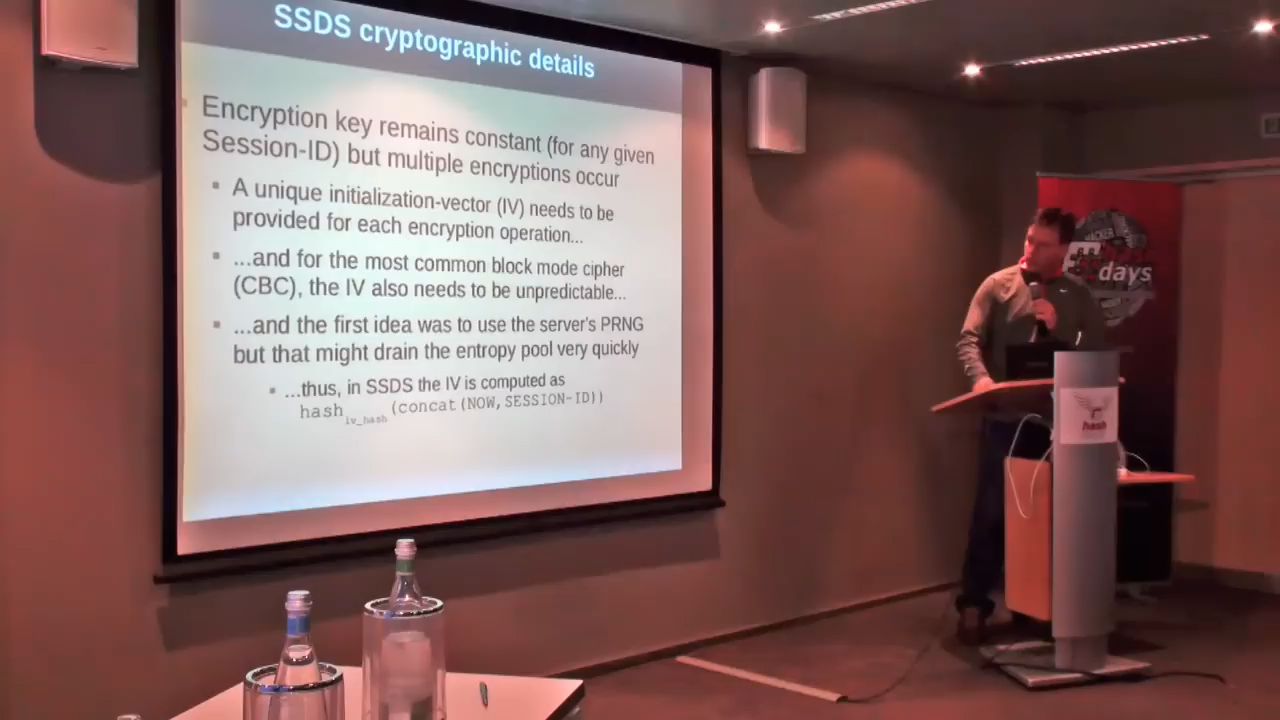 SSDS cryptographic details
Encryption key remains constant (for any given
Session-ID) but multiple encryptions occur
A unique initialization-vector (IV) needs to be
provided for each encryption operation...
...and for the most common block mode cipher
(CBC), the IV also needs to be unpredictable...
...and the first idea was to use the server's PRNG
but that might drain the entropy pool very quickly
...thus, in SSDS the IV is computed as
hash iv_hash (concat(NOW,SESSION-ID))
HACKER
days
hash